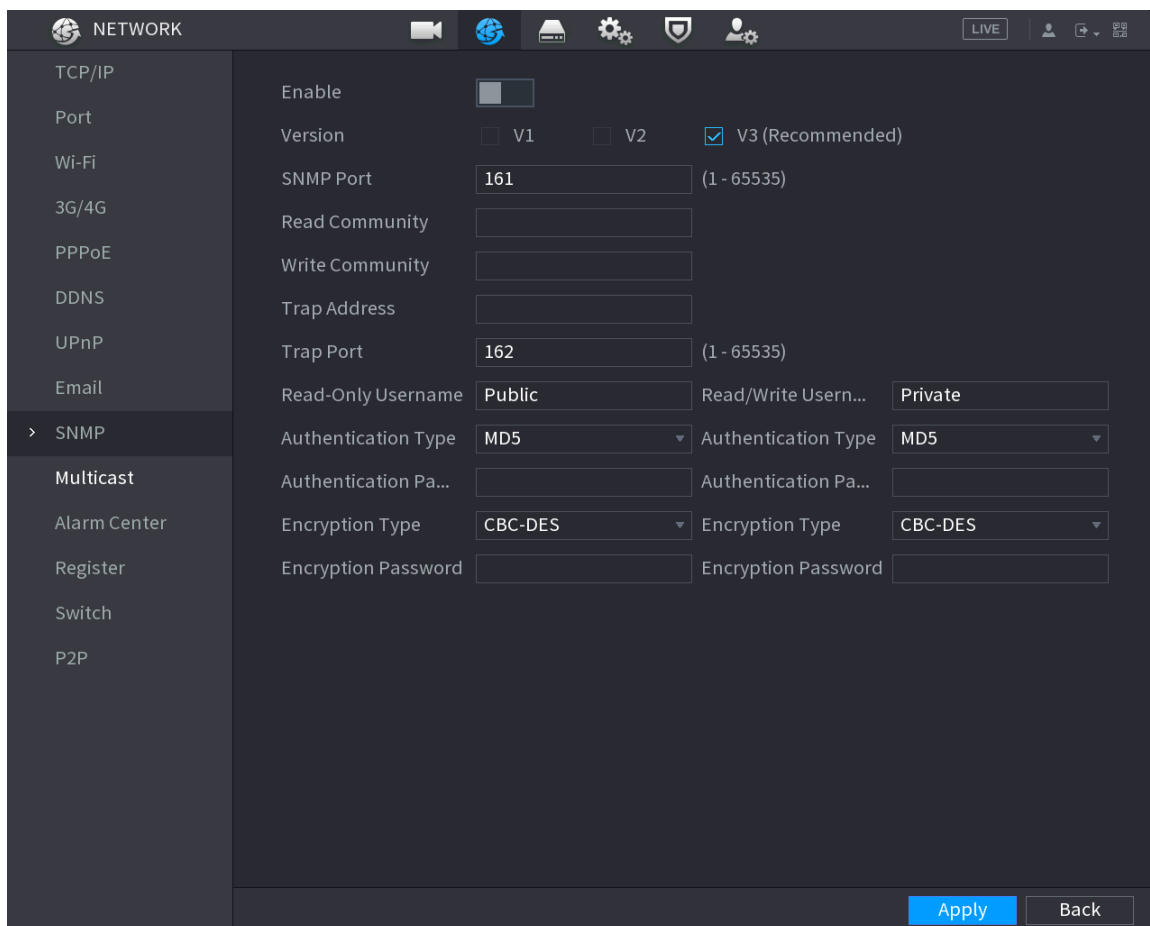 NETWORK LIVE
TCP/IP
Port
Wi-Fi
3G/4G
PPPoE
DDNS
UPnP
Email
SNMP
Multicast
Alarm Center
Register
Switch
P2P
Enable
Version V1 V2 V3 (Recommended)
SNMP Port 161 (1 - 65535)
Read Community
Write Community
Trap Address
Trap Port 162 (1 - 65535)
Read-Only Username Public Read/Write Usern... Private
Authentication Type MD5 Authentication Type MD5
Authentication Pa... Authentication Pa...
Encryption Type CBC-DES Encryption Type CBC-DES
Encryption Password Encryption Password
Apply Back